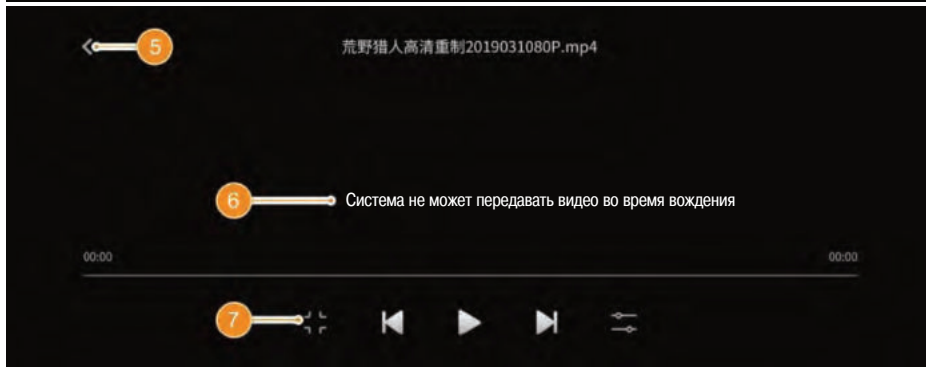 5
荒野猎人高清重制2019031080P.mp4
6
Система не может передавать видео во время вождения
00:00
00:00
7